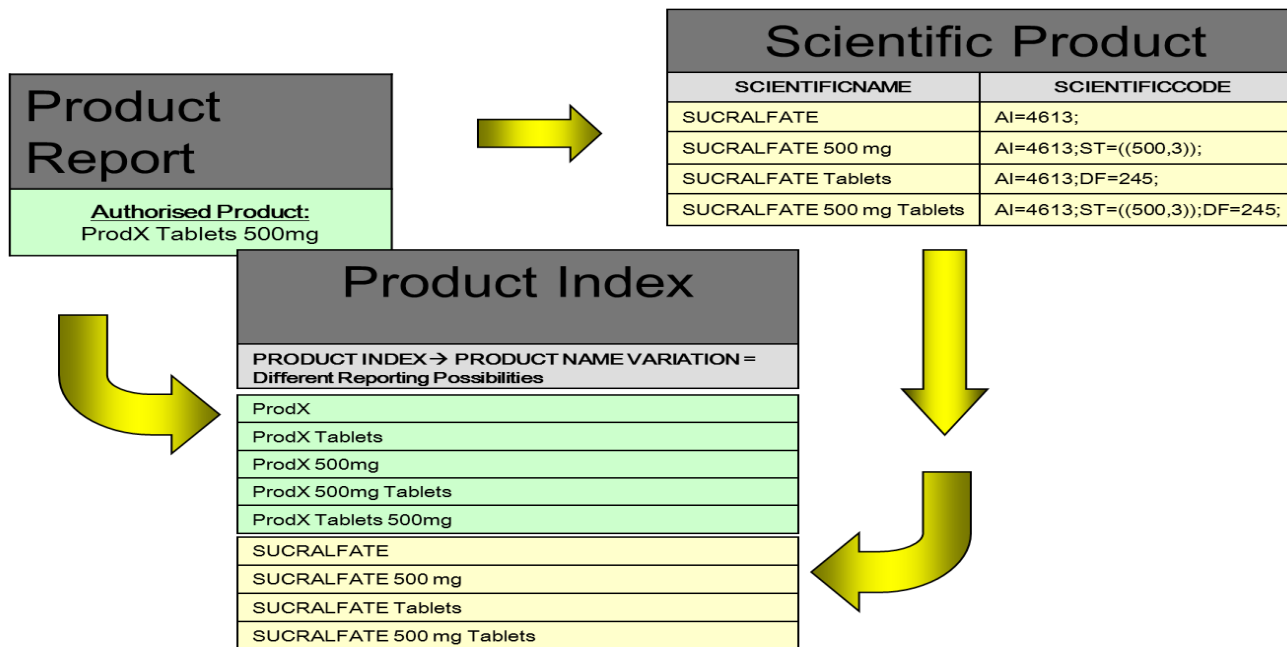 Product
Report
Authorised Product:
ProdX Tablets 500mg
Scientific Product
SCIENTIFICNAME SCIENTIFICCODE
SUCRALFATE AI=4613;
SUCRALFATE 500 mg AI=4613;ST=((500,3));
SUCRALFATE Tablets AI=4613;DF=245;
SUCRALFATE 500 mg Tablets AI=4613;ST=((500,3));DF=245;
Product Index
PRODUCT INDEX→ PRODUCT NAME VARIATION =
Different Reporting Possibilities
ProdX
ProdX Tablets
ProdX 500mg
ProdX 500mg Tablets
ProdX Tablets 500mg
SUCRALFATE
SUCRALFATE 500 mg
SUCRALFATE Tablets
SUCRALFATE 500 mg Tablets